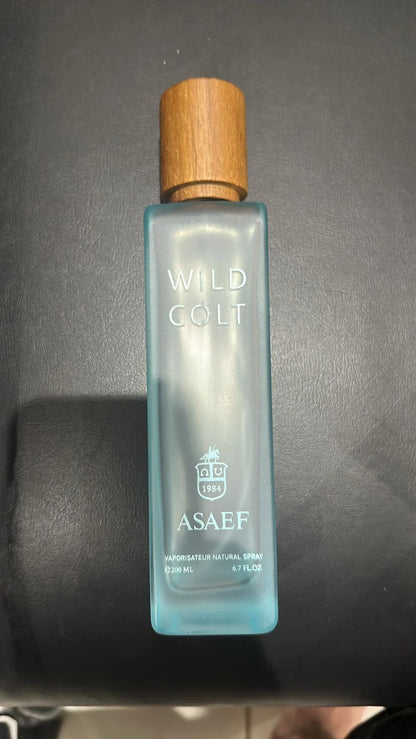 WILD
COLT
1984
ASAEF
VAPORISATEUR NATURAL SPRAY
℮200 ML 6.7 FL.OZ